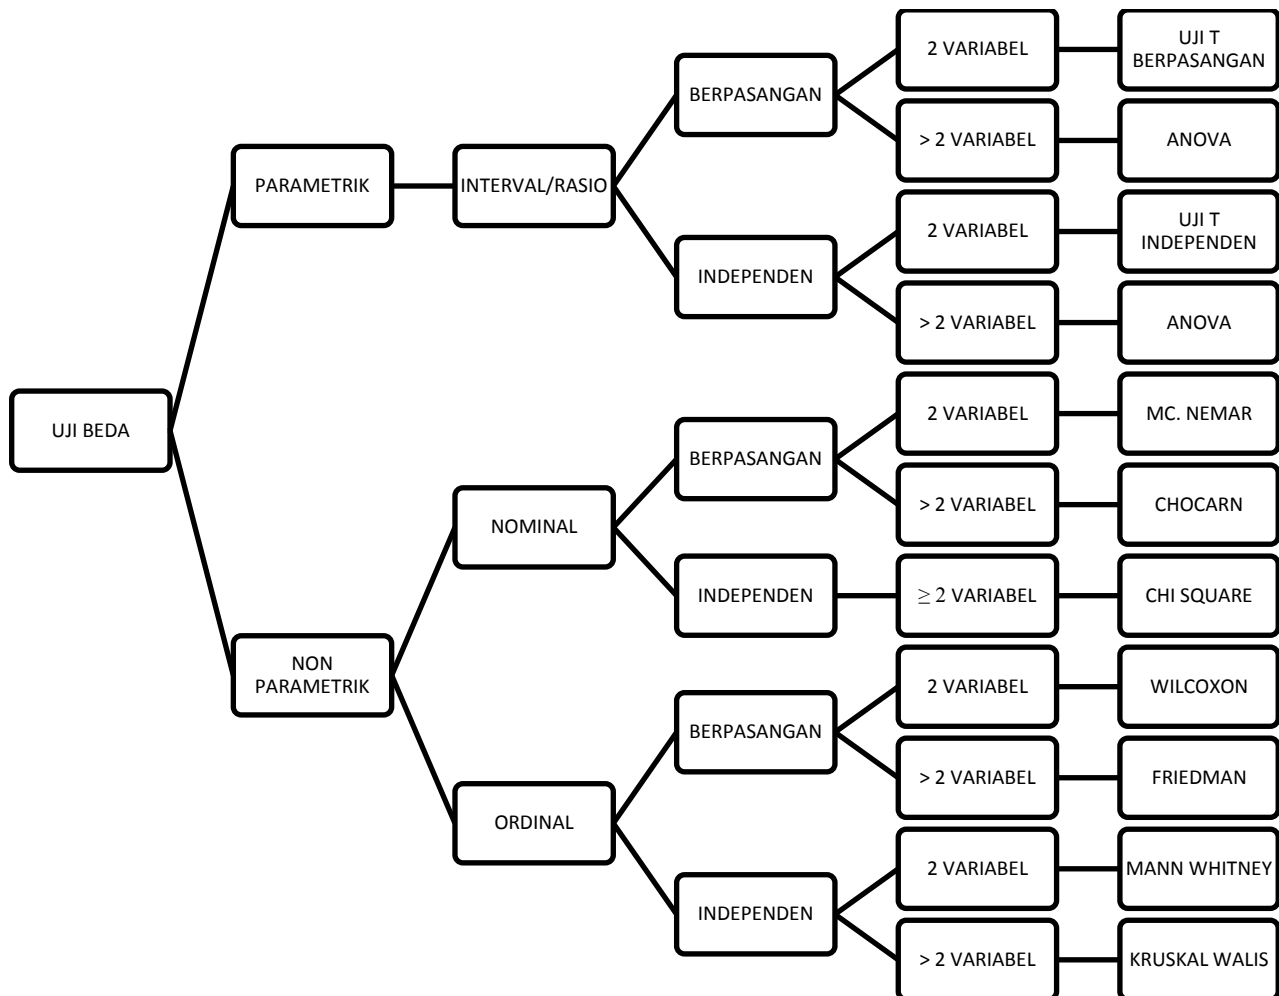 UJI BEDA
PARAMETRIK
INTERVAL/RASIO
BERPASANGAN
2 VARIABEL
UJI T
BERPASANGAN
> 2 VARIABEL
ANOVA
INDEPENDEN
2 VARIABEL
UJI T
INDEPENDEN
> 2 VARIABEL
ANOVA
NON
PARAMETRIK
NOMINAL
BERPASANGAN
2 VARIABEL
MC. NEMAR
> 2 VARIABEL
CHOCARN
INDEPENDEN
≥ 2 VARIABEL
CHI SQUARE
ORDINAL
BERPASANGAN
2 VARIABEL
WILCOXON
> 2 VARIABEL
FRIEDMAN
INDEPENDEN
2 VARIABEL
MANN WHITNEY
> 2 VARIABEL
KRUSKAL WALIS